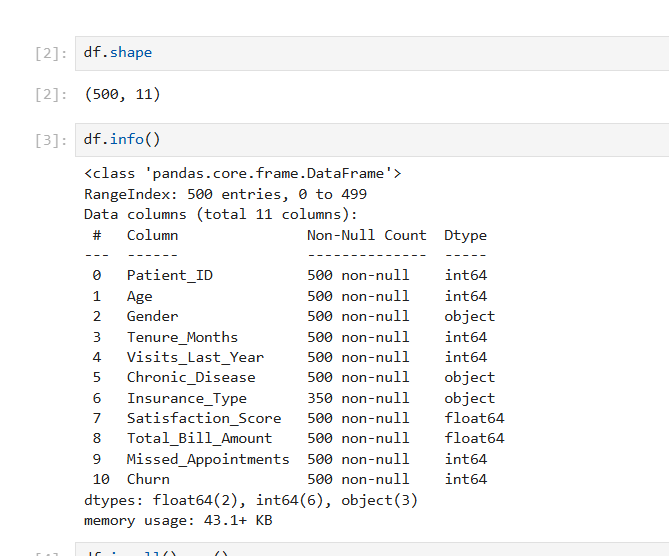 [2]: df.shape
[2]: (500, 11)
[3]: df.info()
<class 'pandas.core.frame.DataFrame'>
RangeIndex: 500 entries, 0 to 499
Data columns (total 11 columns):
 #   Column               Non-Null Count  Dtype
---  ------               --------------  -----
 0   Patient_ID           500 non-null    int64
 1   Age                  500 non-null    int64
 2   Gender               500 non-null    object
 3   Tenure_Months        500 non-null    int64
 4   Visits_Last_Year     500 non-null    int64
 5   Chronic_Disease      500 non-null    object
 6   Insurance_Type       350 non-null    object
 7   Satisfaction_Score   500 non-null    float64
 8   Total_Bill_Amount    500 non-null    float64
 9   Missed_Appointments  500 non-null    int64
 10  Churn                500 non-null    int64
dtypes: float64(2), int64(6), object(3)
memory usage: 43.1+ KB